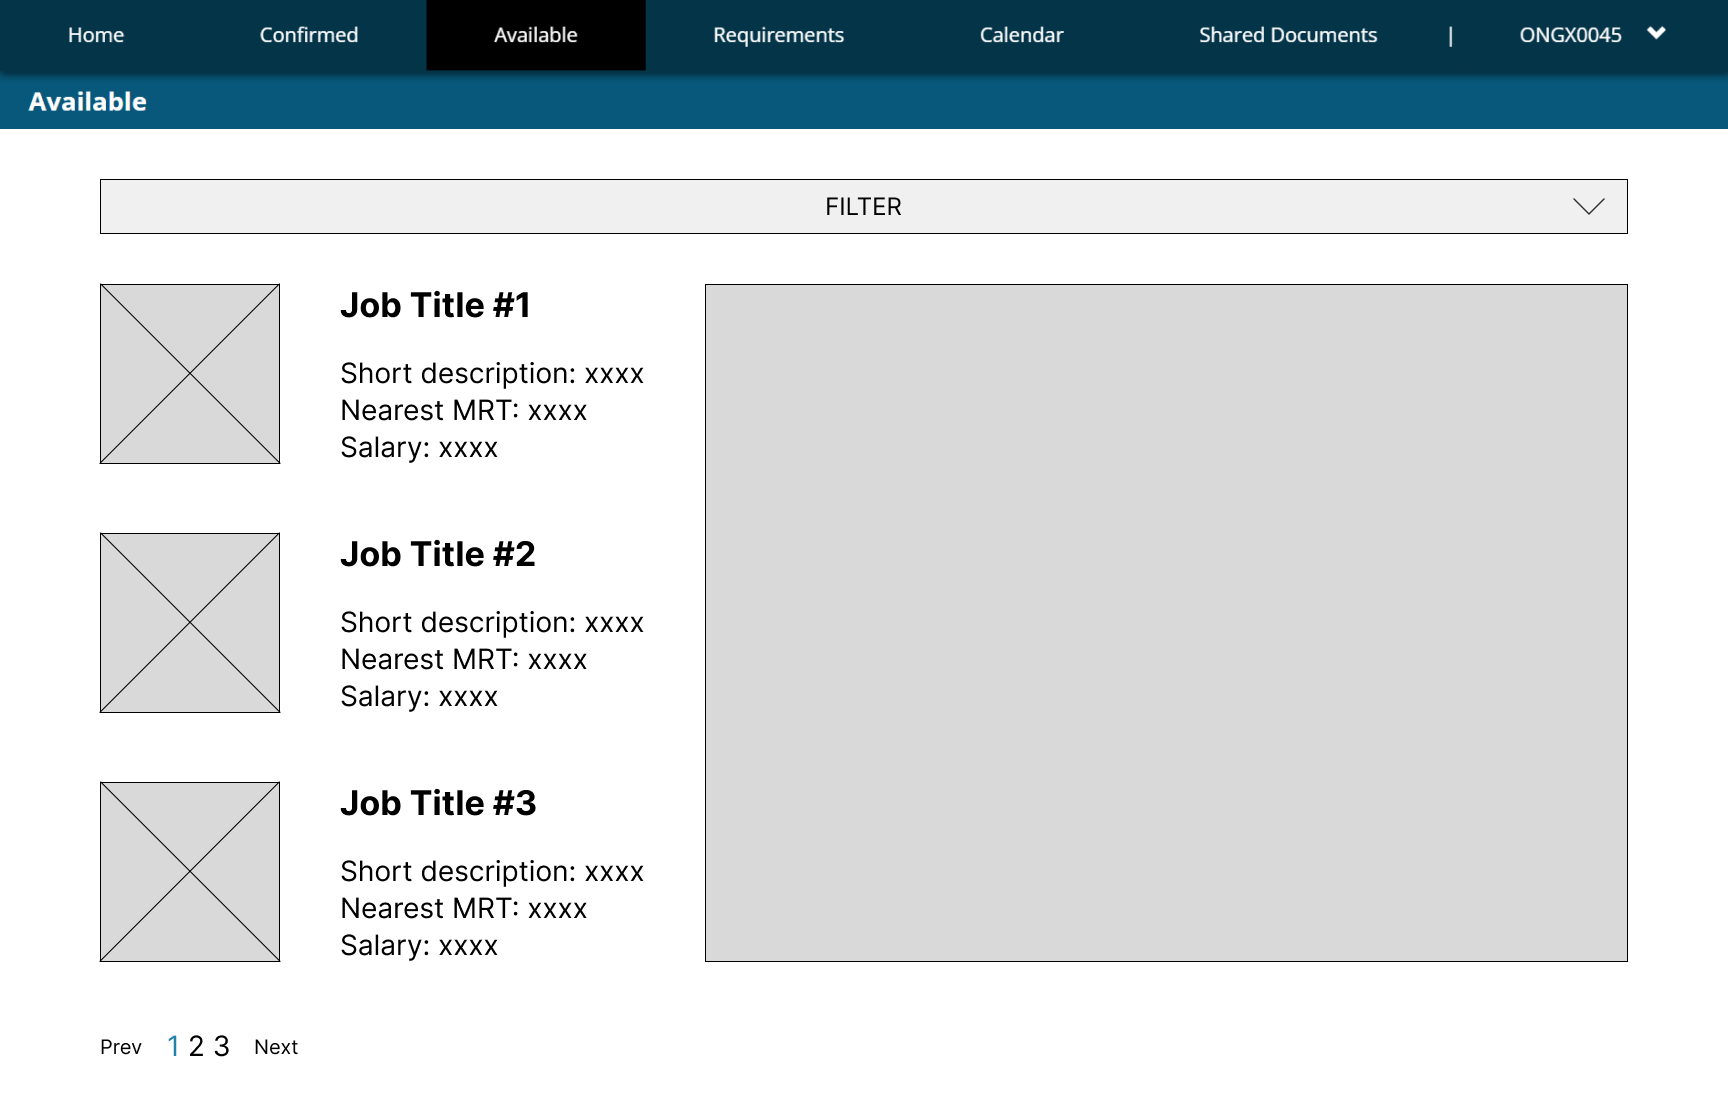 Home Confirmed Available Requirements Calendar Shared Documents | ONGX0045
Available
FILTER
Job Title #1
Short description: xxxx
Nearest MRT: xxxx
Salary: xxxx
Job Title #2
Short description: xxxx
Nearest MRT: xxxx
Salary: xxxx
Job Title #3
Short description: xxxx
Nearest MRT: xxxx
Salary: xxxx
Prev 1 2 3 Next